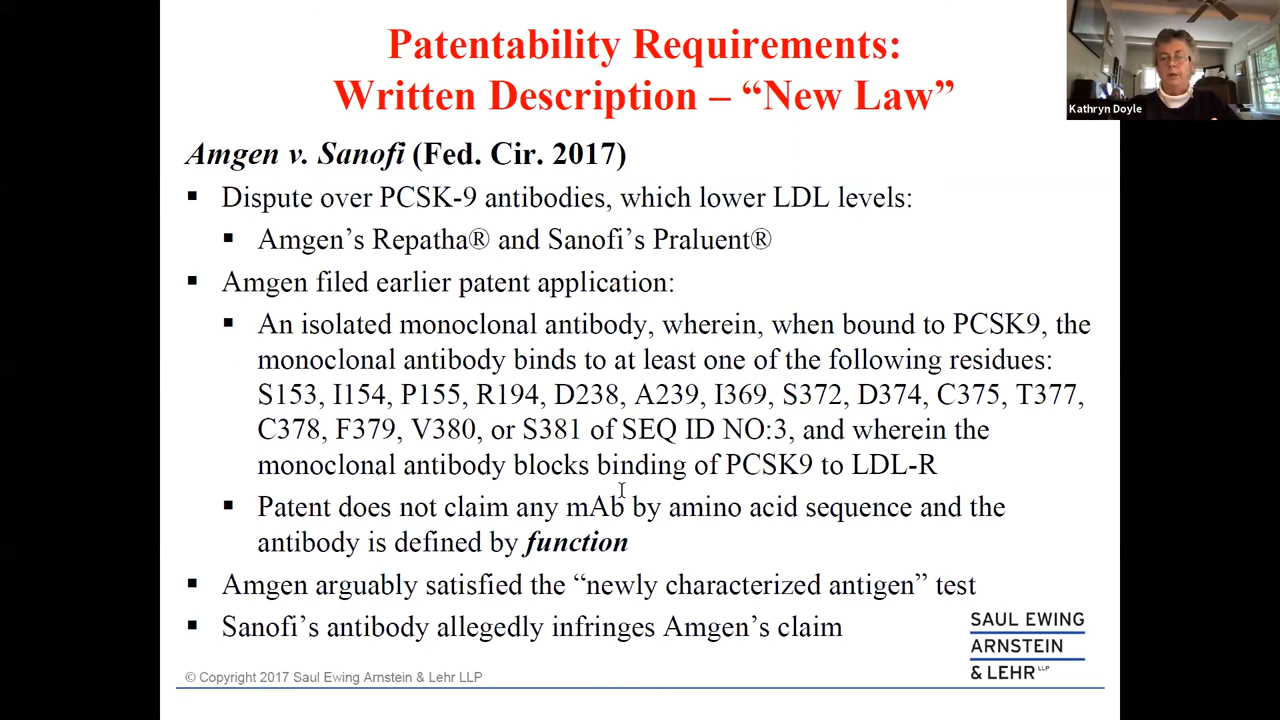 Patentability Requirements:
Written Description – “New Law”
Kathryn Doyle
Amgen v. Sanofi (Fed. Cir. 2017)
▪ Dispute over PCSK-9 antibodies, which lower LDL levels:
▪ Amgen’s Repatha® and Sanofi’s Praluent®
▪ Amgen filed earlier patent application:
▪ An isolated monoclonal antibody, wherein, when bound to PCSK9, the
monoclonal antibody binds to at least one of the following residues:
S153, I154, P155, R194, D238, A239, I369, S372, D374, C375, T377,
C378, F379, V380, or S381 of SEQ ID NO:3, and wherein the
monoclonal antibody blocks binding of PCSK9 to LDL-R
▪ Patent does not claim any mAb by amino acid sequence and the
antibody is defined by function
▪ Amgen arguably satisfied the “newly characterized antigen” test
▪ Sanofi’s antibody allegedly infringes Amgen’s claim
SAUL EWING
ARNSTEIN
& LEHR LLP
© Copyright 2017 Saul Ewing Arnstein & Lehr LLP